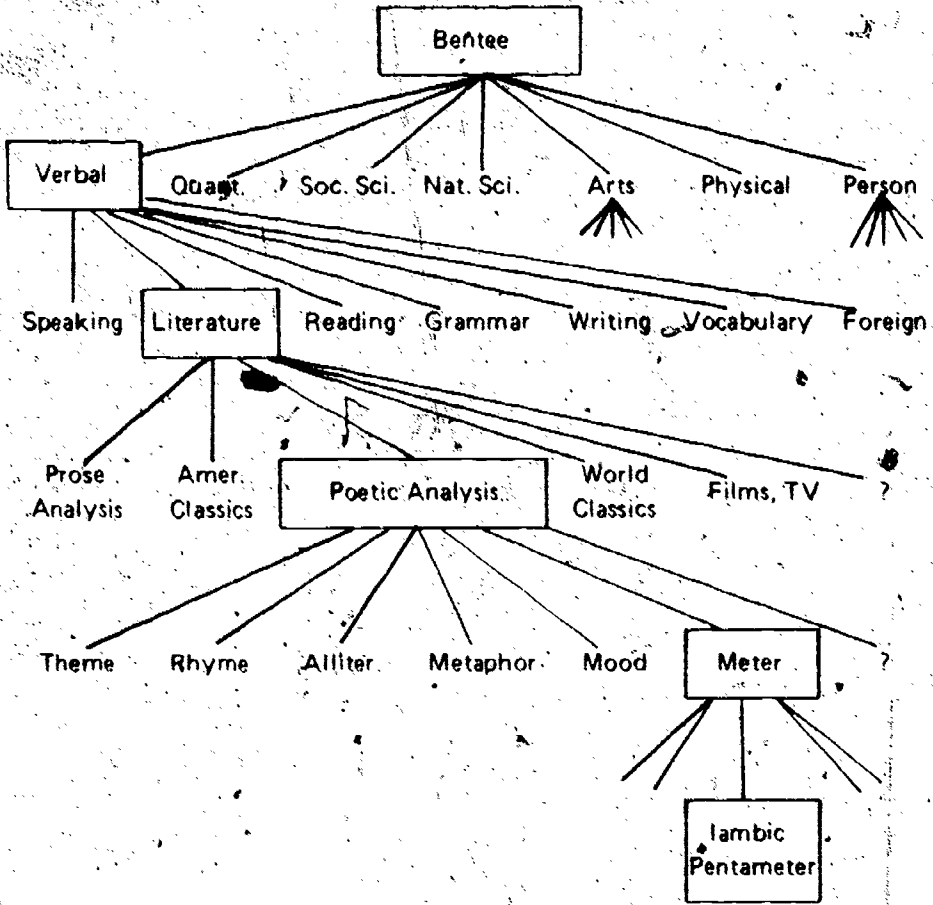 Bentee
Verbal Quant. Soc. Sci. Nat. Sci. Arts Physical Person
Speaking Literature Reading Grammar Writing Vocabulary Foreign
Prose Amer. Poetic Analysis World Films, TV ?
Analysis Classics Classics
Theme Rhyme Alliter. Metaphor Mood Meter ?
Iambic
Pentameter